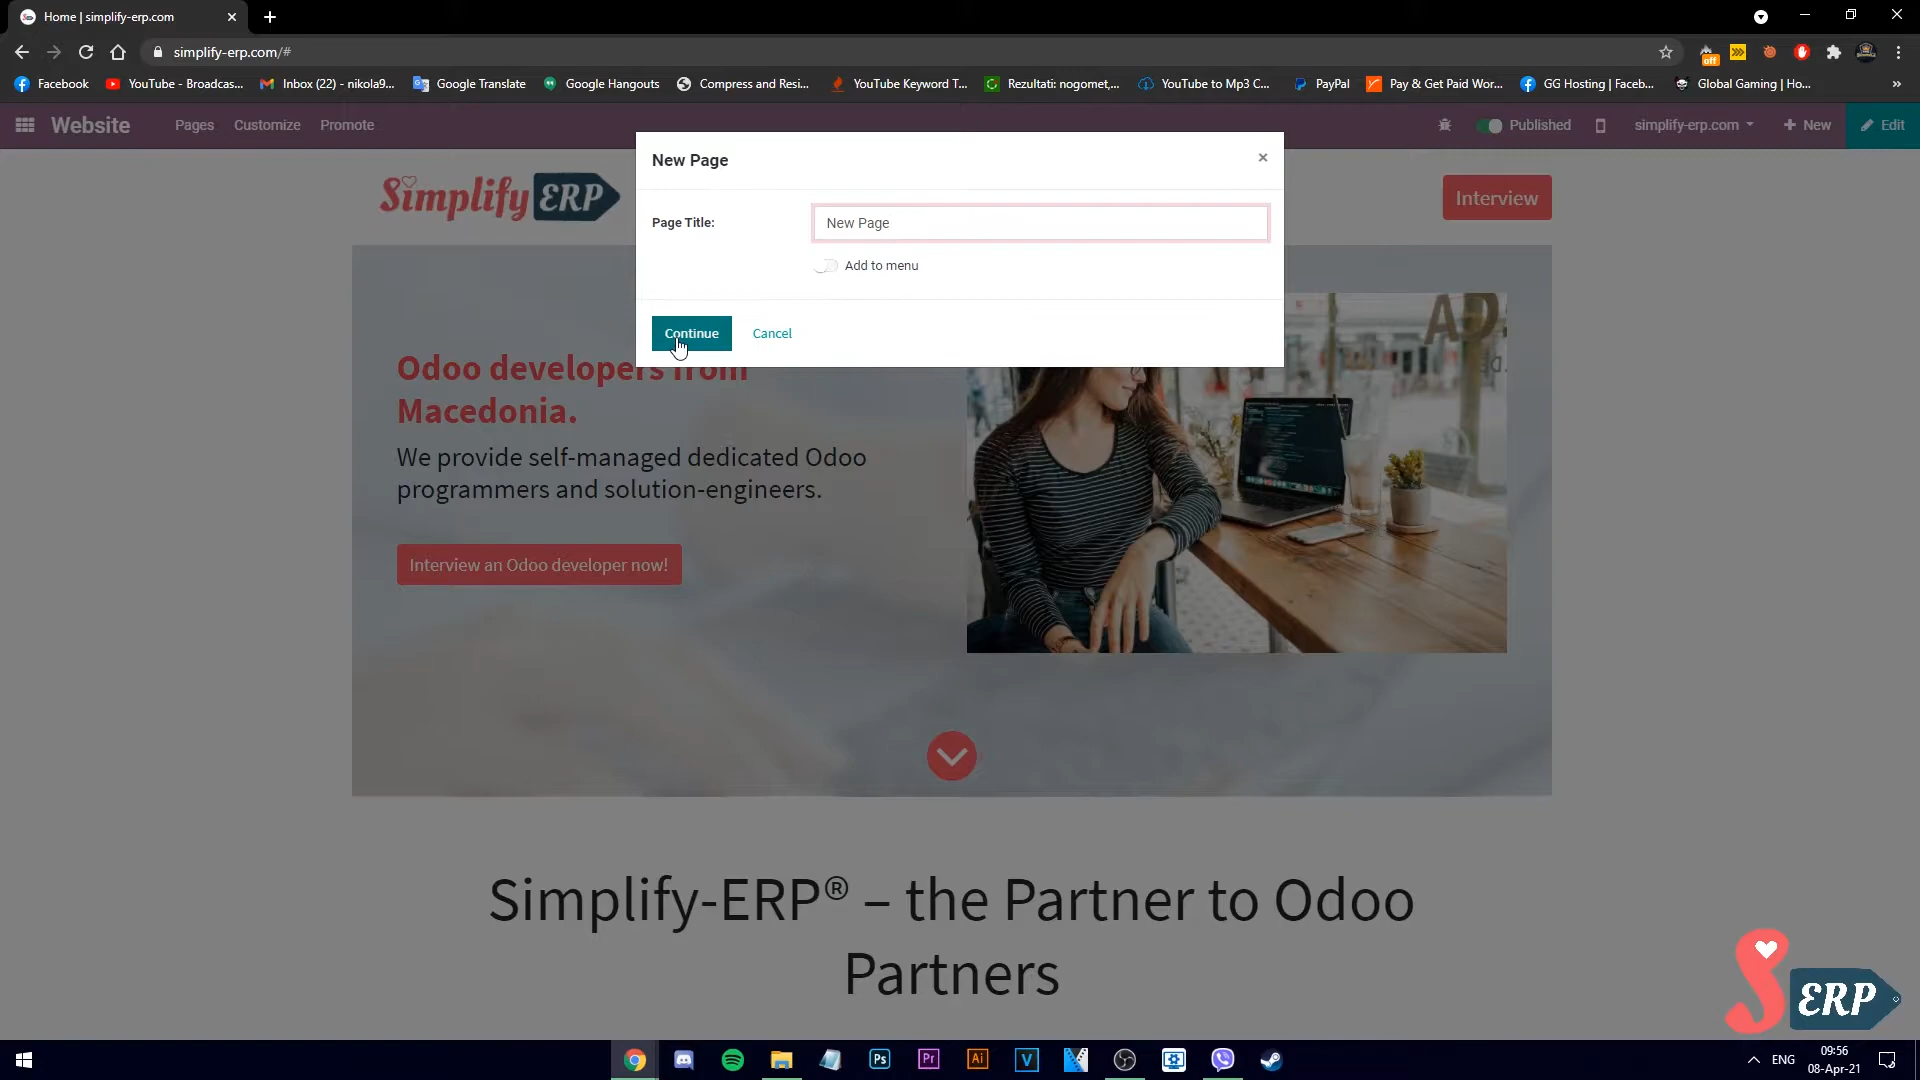 Home | simplify-erp.com
simplify-erp.com/#
off
Facebook
YouTube - Broadcas...
Inbox (22) - nikola9...
Google Translate
Google Hangouts
Compress and Resi...
YouTube Keyword T...
Rezultati: nogomet,...
YouTube to Mp3 C...
PayPal
Pay & Get Paid Wor...
GG Hosting | Faceb...
Global Gaming | Ho...
»
Website
Pages
Customize
Promote
Published
simplify-erp.com
+ New
Edit
New Page
×
Page Title:
New Page
Add to menu
Continue
Cancel
Simplify ERP
Interview
Odoo developers from
Macedonia.
We provide self-managed dedicated Odoo
programmers and solution-engineers.
Interview an Odoo developer now!
Simplify-ERP® – the Partner to Odoo
Partners
S ERP
Ps
Pr
Ai
V
ENG
09:56
08-Apr-21